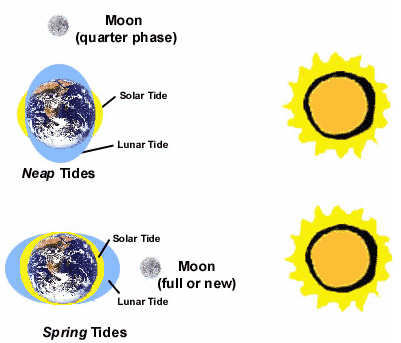 Moon
(quarter phase)
Solar Tide
Lunar Tide
Neap Tides
Solar Tide
Moon
(full or new)
Lunar Tide
Spring Tides